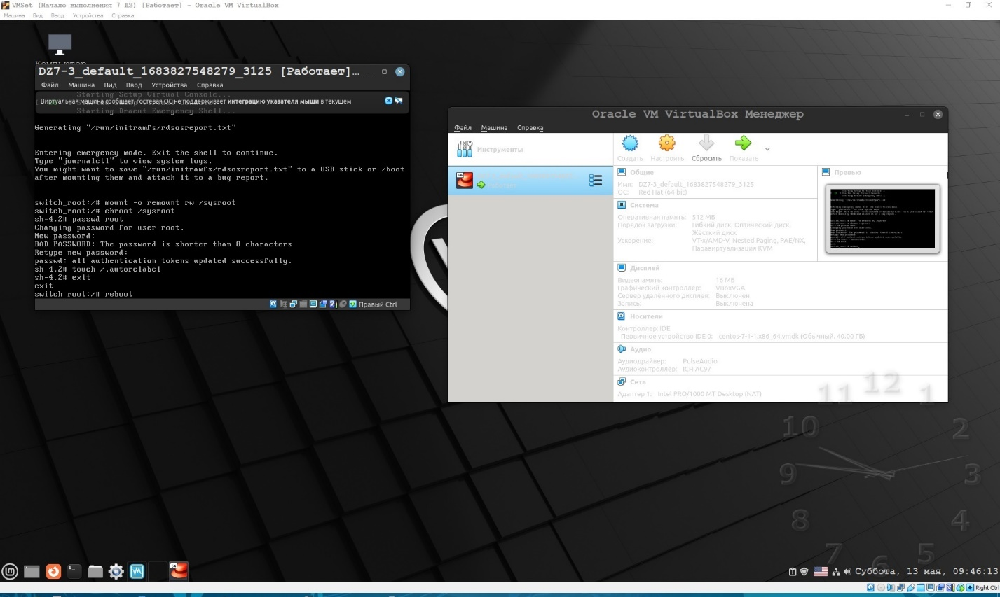 VMSet (Начало выполнения 7 ДЗ) [Работает] - Oracle VM VirtualBox
Машина Вид Ввод Устройства Справка
Компьютер
DZ7-3_default_1683827548279_3125 [Работает]...
Файл Машина Вид Ввод Устройства Справка
Starting Setup Virtual Console...
Виртуальная машина сообщает, гостевая ОС не поддерживает интеграцию указателя мыши в текущем
Starting Dracut Emergency Shell...
Generating "/run/initramfs/rdsosreport.txt"
Entering emergency mode. Exit the shell to continue.
Type "journalctl" to view system logs.
You might want to save "/run/initramfs/rdsosreport.txt" to a USB stick or /boot
after mounting them and attach it to a bug report.
switch_root:/# mount -o remount rw /sysroot
switch_root:/# chroot /sysroot
sh-4.2# passwd root
Changing password for user root.
New password:
BAD PASSWORD: The password is shorter than 8 characters
Retype new password:
passwd: all authentication tokens updated successfully.
sh-4.2# touch /.autorelabel
sh-4.2# exit
exit
switch_root:/# reboot
Правый Ctrl
Oracle VM VirtualBox Менеджер
Файл Машина Справка
Инструменты
Создать Настроить Сбросить Показать
64
Общие
Имя: DZ7-3_default_1683827548279_3125
ОС: Red Hat (64-bit)
Превью
Система
Оперативная память: 512 МБ
Порядок загрузки: Гибкий диск, Оптический диск,
Жёсткий диск
Ускорение: VT-x/AMD-V, Nested Paging, PAE/NX,
Паравиртуализация KVM
Дисплей
Видеопамять: 16 МБ
Графический контроллер: VBoxVGA
Сервер удалённого дисплея: Выключен
Запись: Выключена
Носители
Контроллер: IDE
Первичное устройство IDE 0: centos-7-1-1.x86_64.vmdk (Обычный, 40,00 ГБ)
Аудио
Аудиодрайвер: PulseAudio
Аудиоконтроллер: ICH AC97
Сеть
Адаптер 1: Intel PRO/1000 MT Desktop (NAT)
11 12 1
10 2
9 3
8 4
7 6 5
64
Суббота, 13 мая, 09:46:13
Right Ctrl